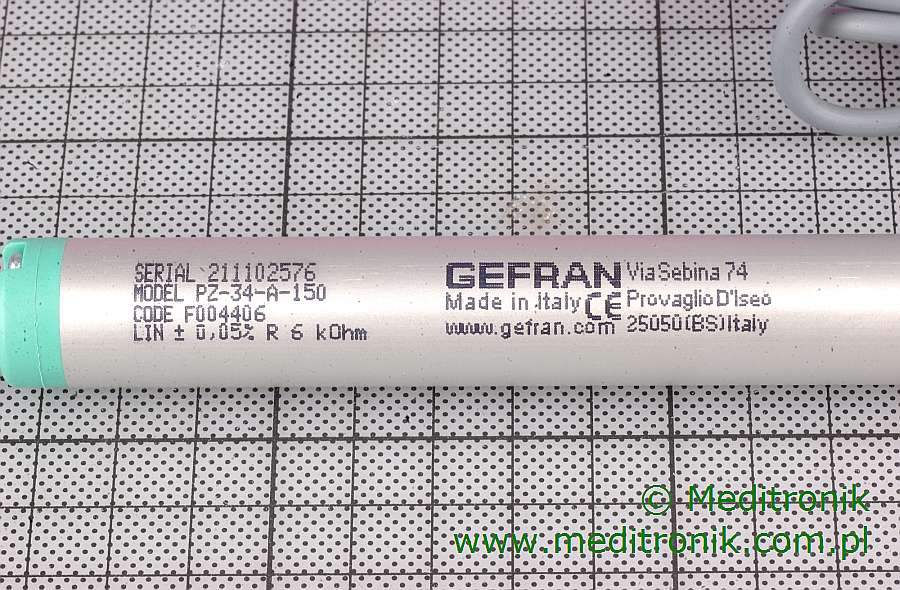 SERIAL 211102576
MODEL PZ-34-A-150
CODE F004406
LIN ± 0,05% R 6 kOhm
GEFRAN
Made in Italy CE
www.gefran.com
Via Sebina 74
Provaglio D'Iseo
25050(BS)Italy
© Meditronik
www.meditronik.com.pl